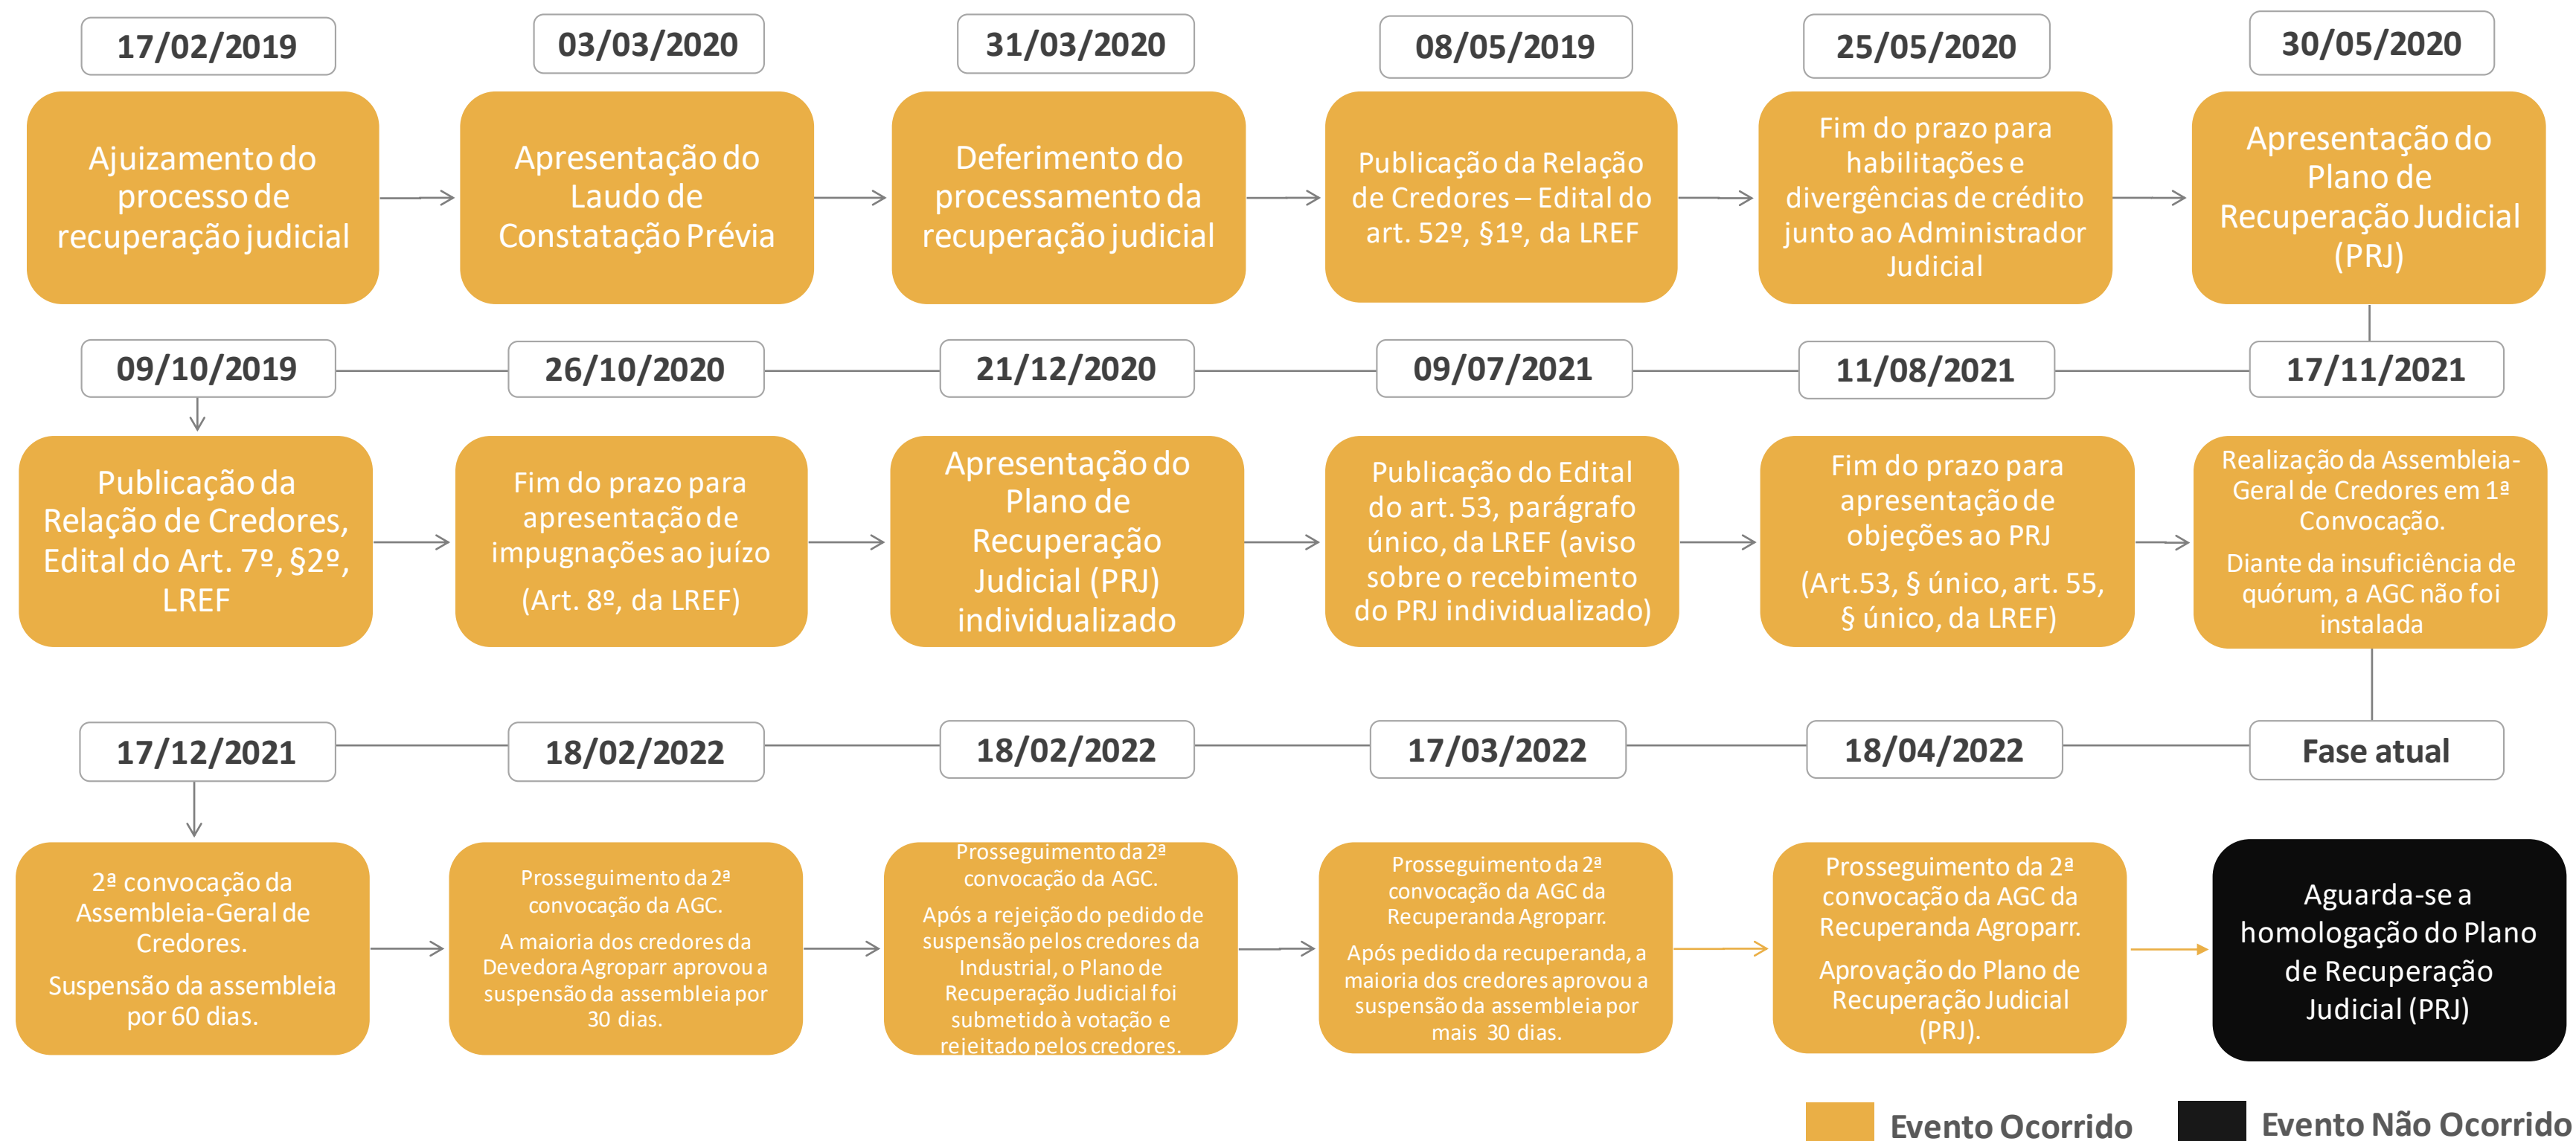 17/02/2019
03/03/2020
31/03/2020
08/05/2019
25/05/2020
30/05/2020
Ajuizamento do
processo de
recuperação judicial
Apresentação do
Laudo de
Constatação Prévia
Deferimento do
processamento da
recuperação judicial
Publicação da Relação
de Credores – Edital do
art. 52º, §1º, da LREF
Fim do prazo para
habilitações e
divergências de crédito
junto ao Administrador
Judicial
Apresentação do
Plano de
Recuperação Judicial
(PRJ)
09/10/2019
26/10/2020
21/12/2020
09/07/2021
11/08/2021
17/11/2021
Publicação da
Relação de Credores,
Edital do Art. 7º, §2º,
LREF
Fim do prazo para
apresentação de
impugnações ao juízo
(Art. 8º, da LREF)
Apresentação do
Plano de
Recuperação
Judicial (PRJ)
individualizado
Publicação do Edital
do art. 53, parágrafo
único, da LREF (aviso
sobre o recebimento
do PRJ individualizado)
Fim do prazo para
apresentação de
objeções ao PRJ
(Art.53, § único, art. 55,
§ único, da LREF)
Realização da Assembleia-
Geral de Credores em 1ª
Convocação.
Diante da insuficiência de
quórum, a AGC não foi
instalada
17/12/2021
18/02/2022
18/02/2022
17/03/2022
18/04/2022
Fase atual
2ª convocação da
Assembleia-Geral de
Credores.
Suspensão da assembleia
por 60 dias.
Prosseguimento da 2ª
convocação da AGC.
A maioria dos credores da
Devedora Agroparr aprovou a
suspensão da assembleia por
30 dias.
Prosseguimento da 2ª
convocação da AGC.
Após a rejeição do pedido de
suspensão pelos credores da
Industrial, o Plano de
Recuperação Judicial foi
submetido à votação e
rejeitado pelos credores.
Prosseguimento da 2ª
convocação da AGC da
Recuperanda Agroparr.
Após pedido da recuperanda, a
maioria dos credores aprovou a
suspensão da assembleia por
mais 30 dias.
Prosseguimento da 2ª
convocação da AGC da
Recuperanda Agroparr.
Aprovação do Plano de
Recuperação Judicial
(PRJ).
Aguarda-se a
homologação do Plano
de Recuperação
Judicial (PRJ)
Evento Ocorrido
Evento Não Ocorrido